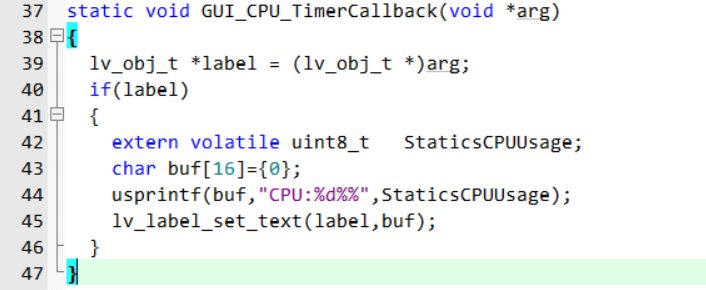 37 static void GUI_CPU_TimerCallback(void *arg)
38 {
39 lv_obj_t *label = (lv_obj_t *)arg;
40 if(label)
41 {
42 extern volatile uint8_t   StaticsCPUUsage;
43 char buf[16]={0};
44 usprintf(buf,"CPU:%d%%",StaticsCPUUsage);
45 lv_label_set_text(label,buf);
46 }
47 }